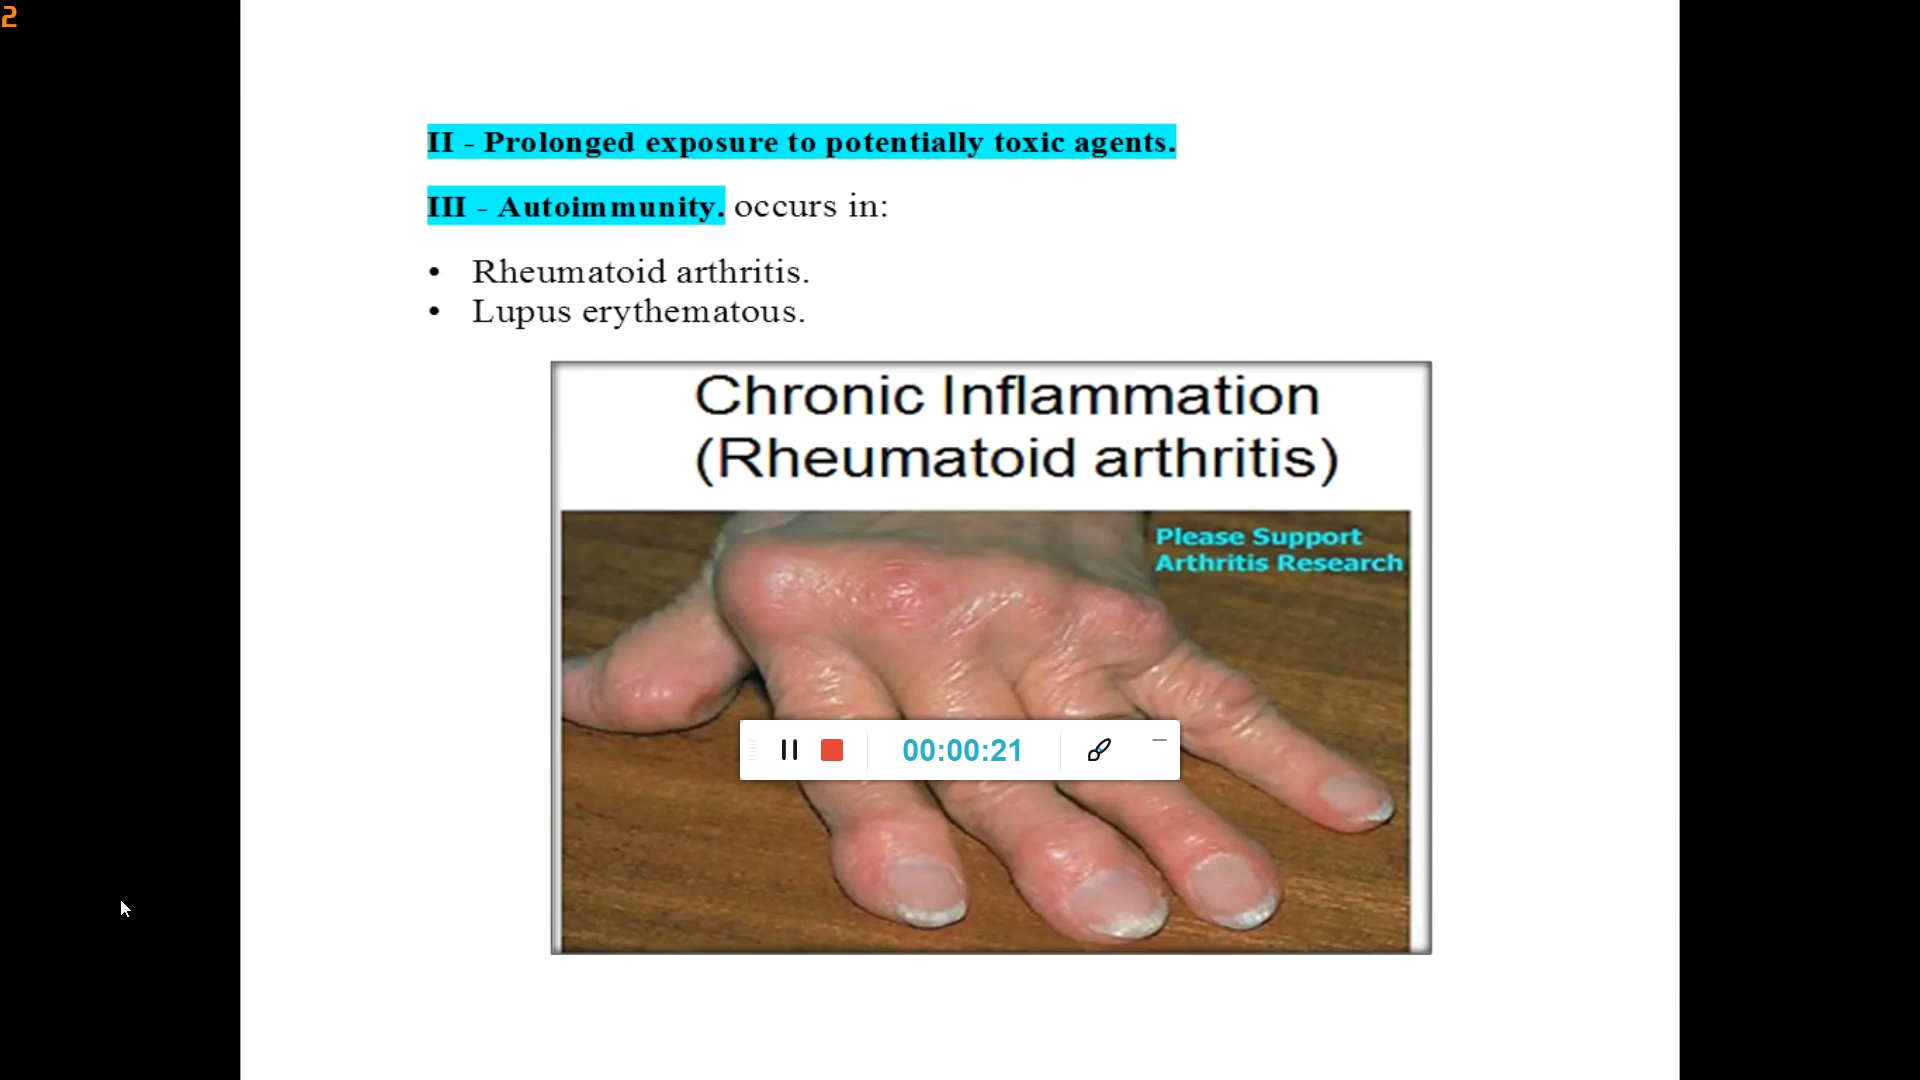 2
II - Prolonged exposure to potentially toxic agents.
III - Autoimmunity. occurs in:
• Rheumatoid arthritis.
• Lupus erythematous.
Chronic Inflammation
(Rheumatoid arthritis)
Please Support
Arthritis Research
00:00:21